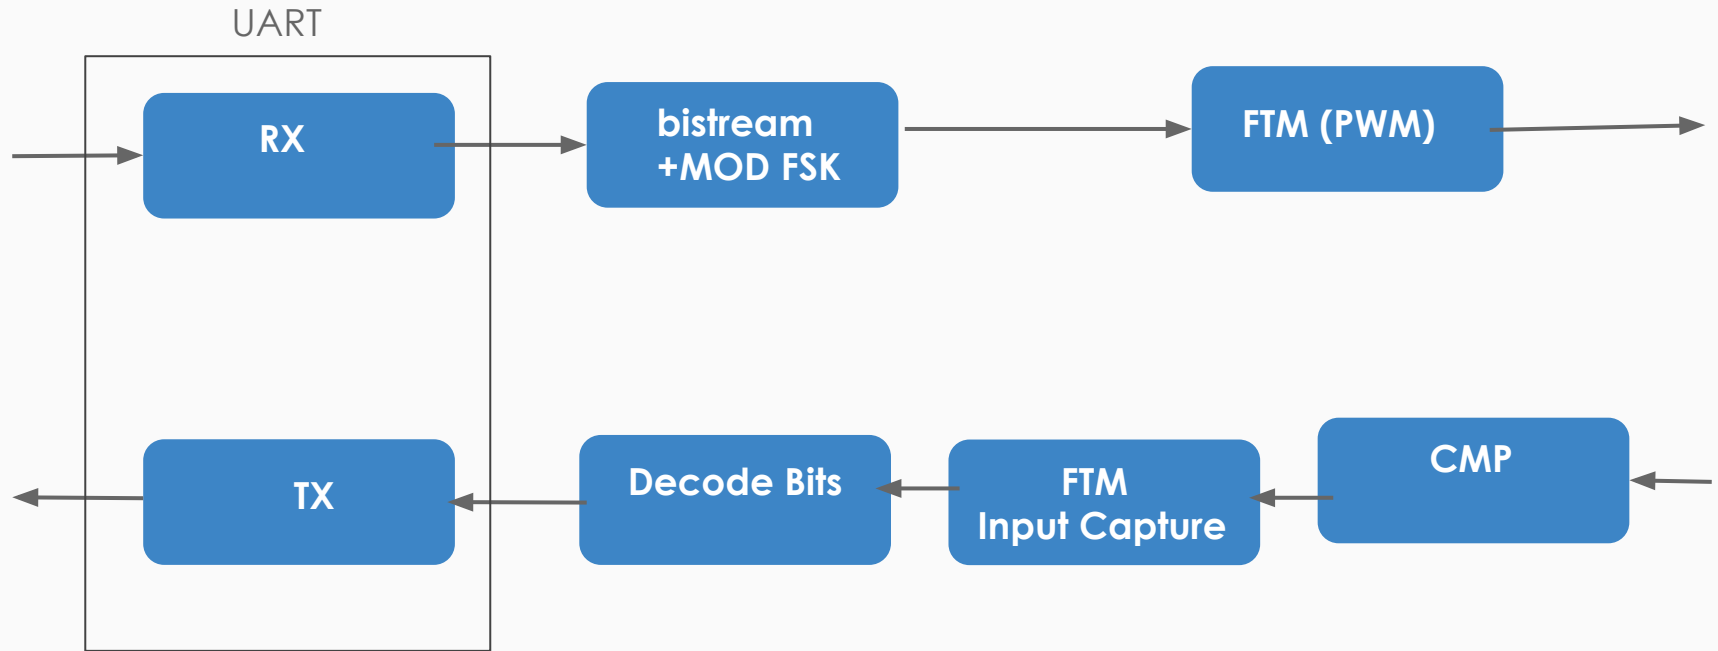 UART
RX
bistream
+MOD FSK
FTM (PWM)
TX
Decode Bits
FTM
Input Capture
CMP